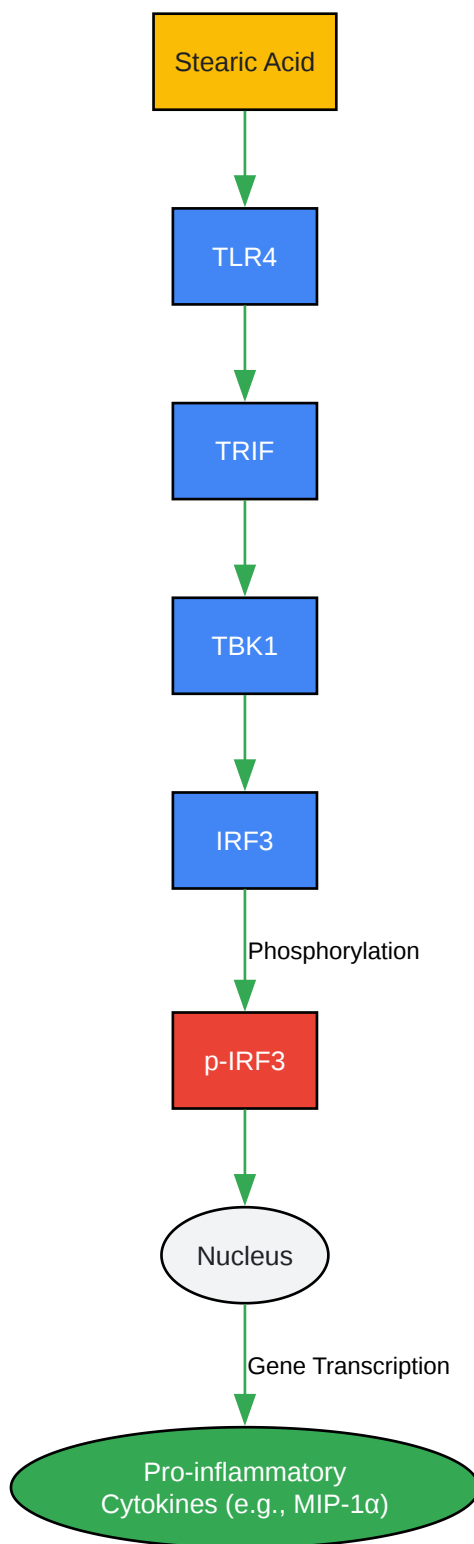 Stearic Acid
TLR4
TRIF
TBK1
IRF3
Phosphorylation
p-IRF3
Nucleus
Gene Transcription
Pro-inflammatory
Cytokines (e.g., MIP-1α)